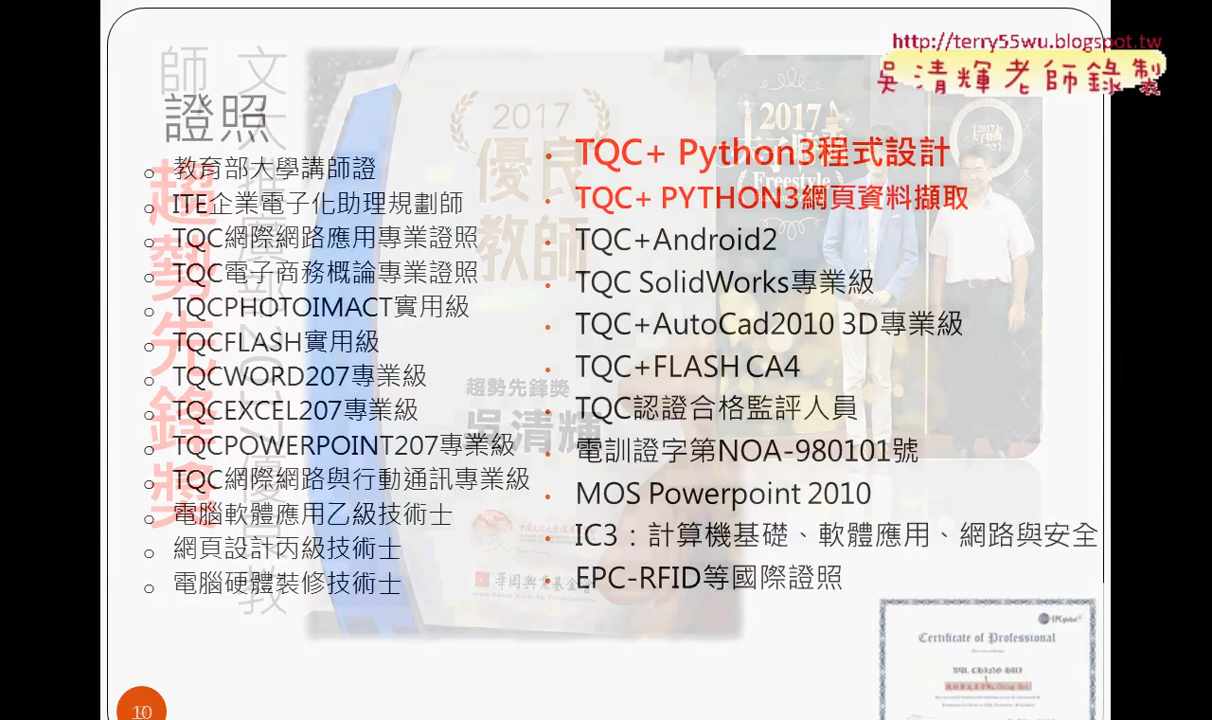 http://terry55wu.blogspot.tw
吳清輝老師錄製
證照
教育部大學講師證
ITE企業電子化助理規劃師
TQC網際網路應用專業證照
TQC電子商務概論專業證照
TQCPHOTOIMACT實用級
TQCFLASH實用級
TQCWORD207專業級
TQCEXCEL207專業級
TQCPOWERPOINT207專業級
TQC網際網路與行動通訊專業級
電腦軟體應用乙級技術士
網頁設計丙級技術士
電腦硬體裝修技術士
TQC+ Python3程式設計
TQC+ PYTHON3網頁資料擷取
TQC+Android2
TQC SolidWorks專業級
TQC+AutoCad2010 3D專業級
TQC+FLASH CA4
TQC認證合格監評人員
電訓證字第NOA-980101號
MOS Powerpoint 2010
IC3：計算機基礎、軟體應用、網路與安全
EPC-RFID等國際證照
趨勢先鋒獎
2017
優良
教師
趨勢先鋒獎
吳清輝
2017
Freestyle
Certificate of Professional
WU, CHANG-HUI
10